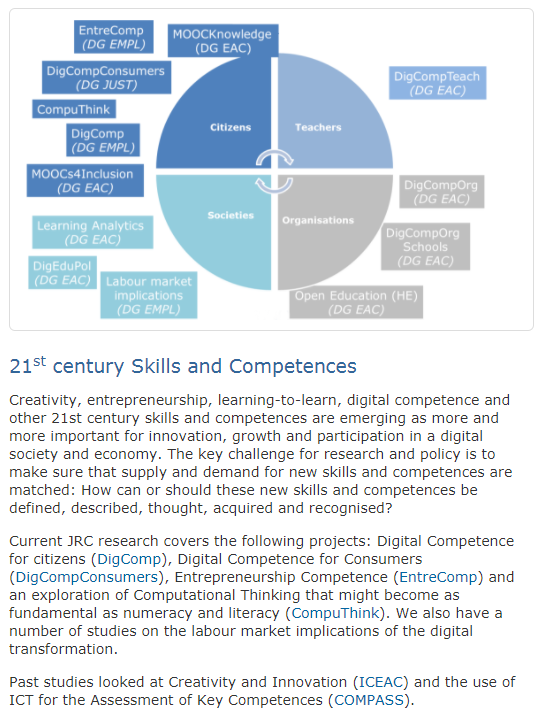 EntreComp
(DG EMPL)
MOOCKnowledge
(DG EAC)
DigCompConsumers
(DG JUST)
DigCompTeach
(DG EAC)
CompuThink
DigComp
(DG EMPL)
Citizens
Teachers
MOOCs4Inclusion
(DG EAC)
DigCompOrg
(DG EAC)
Learning Analytics
(DG EAC)
Societies
Organisations
DigCompOrg
Schools
(DG EAC)
DigEduPol
(DG EAC)
Labour market
implications
(DG EMPL)
Open Education (HE)
(DG EAC)
21st century Skills and Competences
Creativity, entrepreneurship, learning-to-learn, digital competence and
other 21st century skills and competences are emerging as more and
more important for innovation, growth and participation in a digital
society and economy. The key challenge for research and policy is to
make sure that supply and demand for new skills and competences are
matched: How can or should these new skills and competences be
defined, described, thought, acquired and recognised?
Current JRC research covers the following projects: Digital Competence
for citizens (DigComp), Digital Competence for Consumers
(DigCompConsumers), Entrepreneurship Competence (EntreComp) and
an exploration of Computational Thinking that might become as
fundamental as numeracy and literacy (CompuThink). We also have a
number of studies on the labour market implications of the digital
transformation.
Past studies looked at Creativity and Innovation (ICEAC) and the use of
ICT for the Assessment of Key Competences (COMPASS).